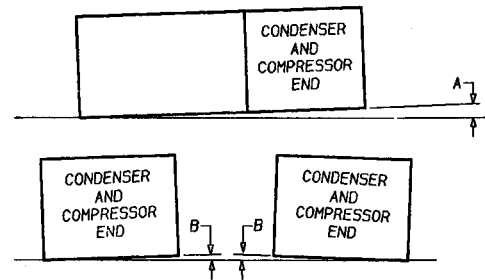 CONDENSER
AND
COMPRESSOR
END
A
CONDENSER
AND
COMPRESSOR
END
B
B
CONDENSER
AND
COMPRESSOR
END